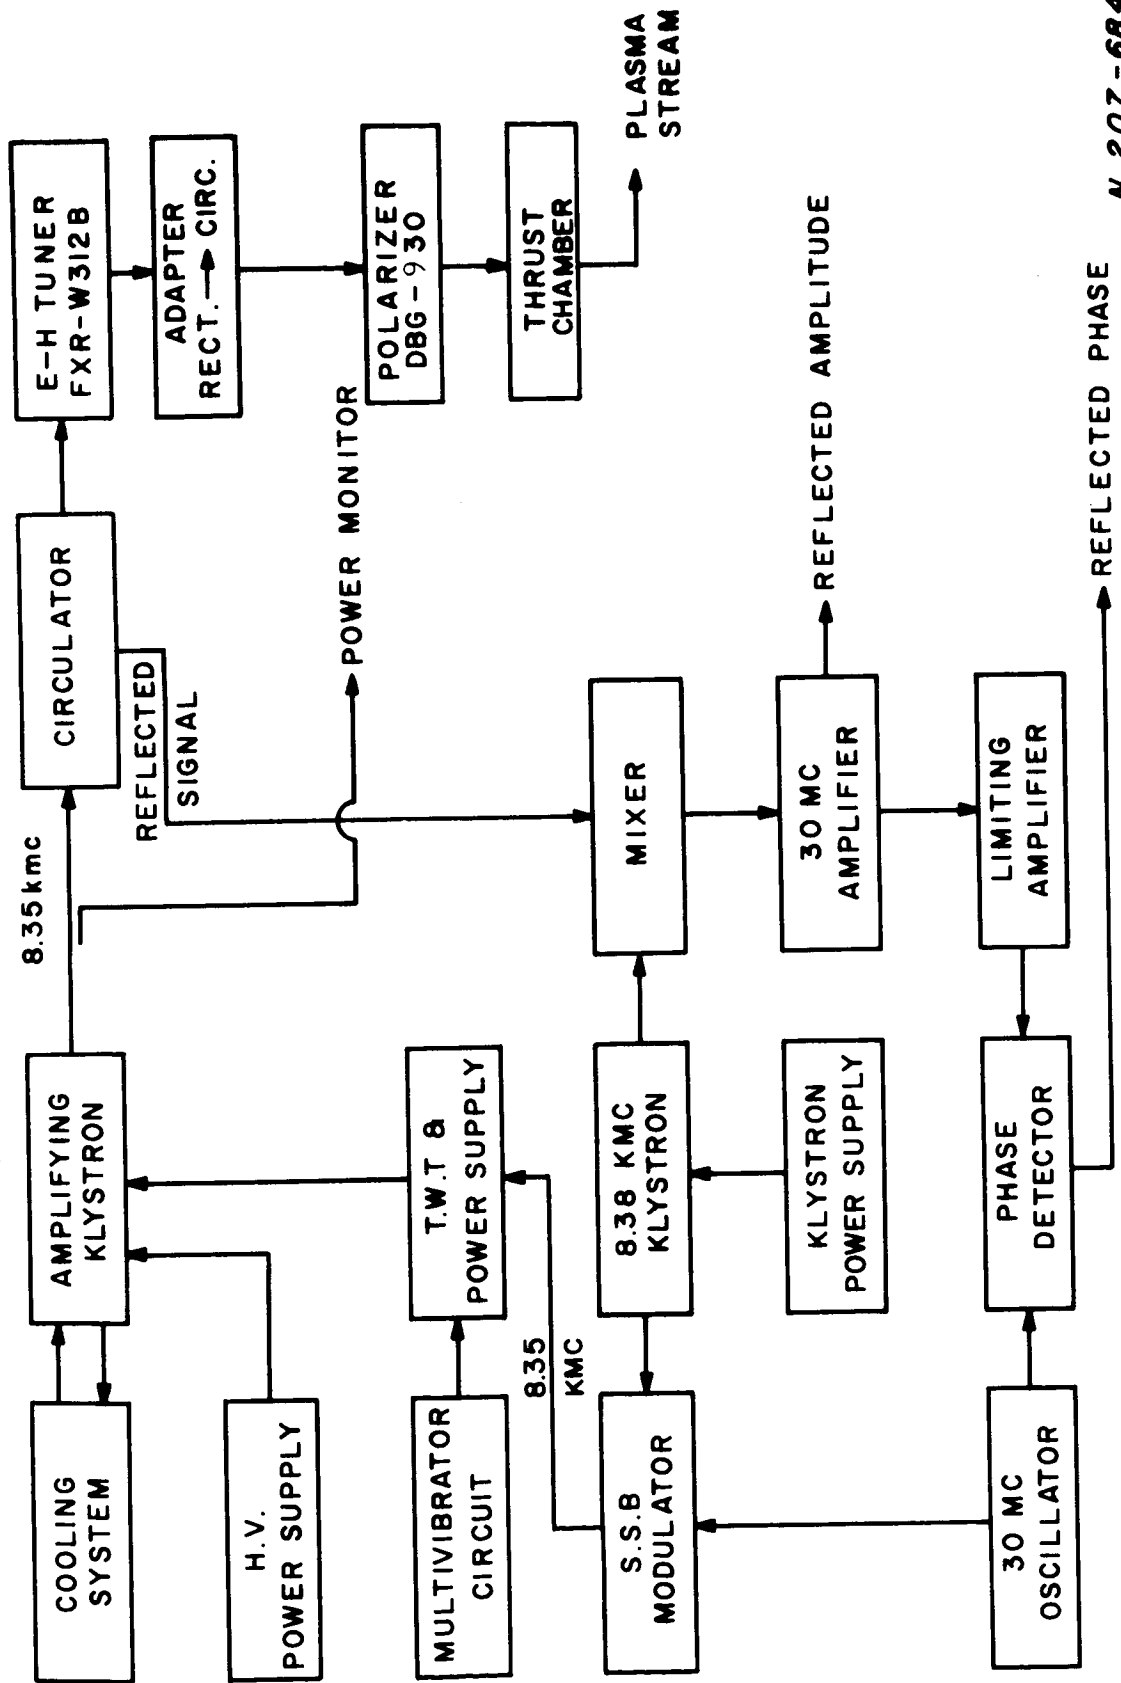 COOLING
SYSTEM
AMPLIFYING
KLYSTRON
8.35 kmc
CIRCULATOR
E-H TUNER
FXR-W312B
REFLECTED
SIGNAL
ADAPTER
RECT. → CIRC.
H.V.
POWER SUPPLY
POWER MONITOR
POLARIZER
DBG-930
MULTIVIBRATOR
CIRCUIT
T.W.T &
POWER SUPPLY
THRUST
CHAMBER
PLASMA
STREAM
8.35
KMC
S.S.B
MODULATOR
8.38 KMC
KLYSTRON
MIXER
KLYSTRON
POWER SUPPLY
30 MC
AMPLIFIER
REFLECTED AMPLITUDE
30 MC
OSCILLATOR
PHASE
DETECTOR
LIMITING
AMPLIFIER
REFLECTED PHASE